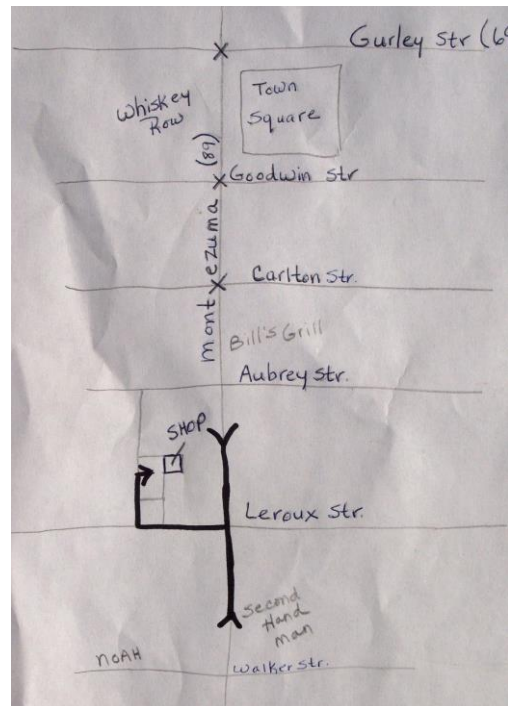 Gurley Str (69
Town
Square
Whiskey
Row
(89)
Goodwin Str
Montezuma
Carlton Str.
Bill's Grill
Aubrey Str.
SHOP
Leroux Str.
Second
Hand
man
NOAH
Walker Str.